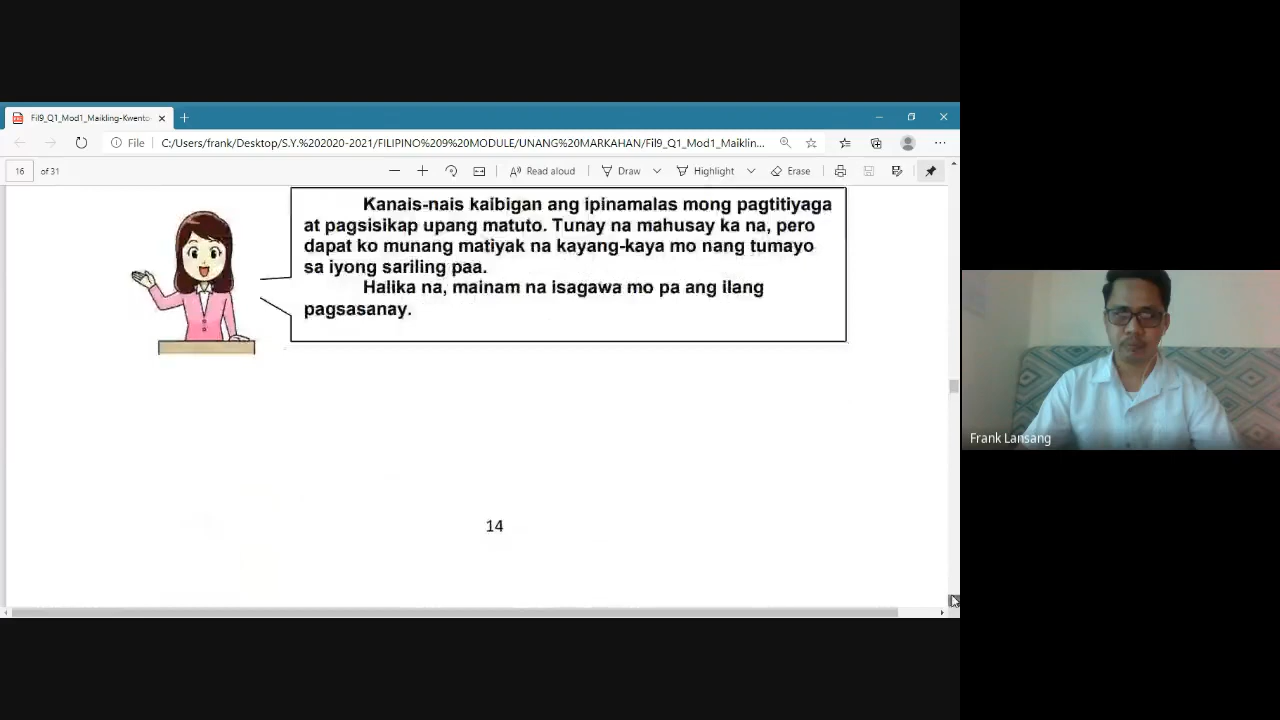 Fil9_Q1_Mod1_Maikling-Kwento
File
C:/Users/frank/Desktop/S.Y.%202020-2021/FILIPINO%209%20MODULE/UNANG%20MARKAHAN/Fil9_Q1_Mod1_Maiklin...
16 of 31
Read aloud
Draw
Highlight
Erase
Kanais-nais kaibigan ang ipinamalas mong pagtitiyaga
at pagsisikap upang matuto. Tunay na mahusay ka na, pero
dapat ko munang matiyak na kayang-kaya mo nang tumayo
sa iyong sariling paa.
Halika na, mainam na isagawa mo pa ang ilang
pagsasanay.
14
Frank Lansang